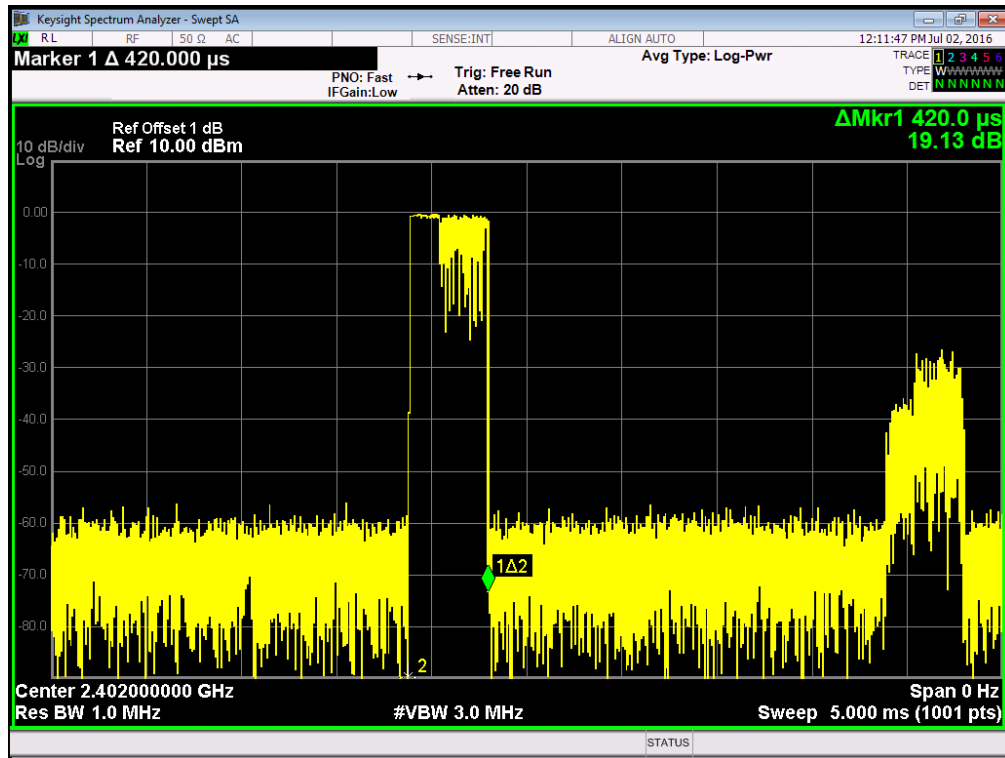 Keysight Spectrum Analyzer - Swept SA
LXI RL RF 50 Ω AC SENSE:INT ALIGN AUTO 12:11:47 PM Jul 02, 2016
Marker 1 Δ 420.000 μs
PNO: Fast
IFGain:Low
Trig: Free Run
Atten: 20 dB
Avg Type: Log-Pwr
TRACE 1 2 3 4 5 6
TYPE WWWWWW
DET N N N N N N
ΔMkr1 420.0 μs
19.13 dB
Ref Offset 1 dB
10 dB/div Ref 10.00 dBm
Log
0.00
-10.0
-20.0
-30.0
-40.0
-50.0
-60.0
-70.0
-80.0
1Δ2
2
Center 2.402000000 GHz Span 0 Hz
Res BW 1.0 MHz #VBW 3.0 MHz Sweep 5.000 ms (1001 pts)
STATUS